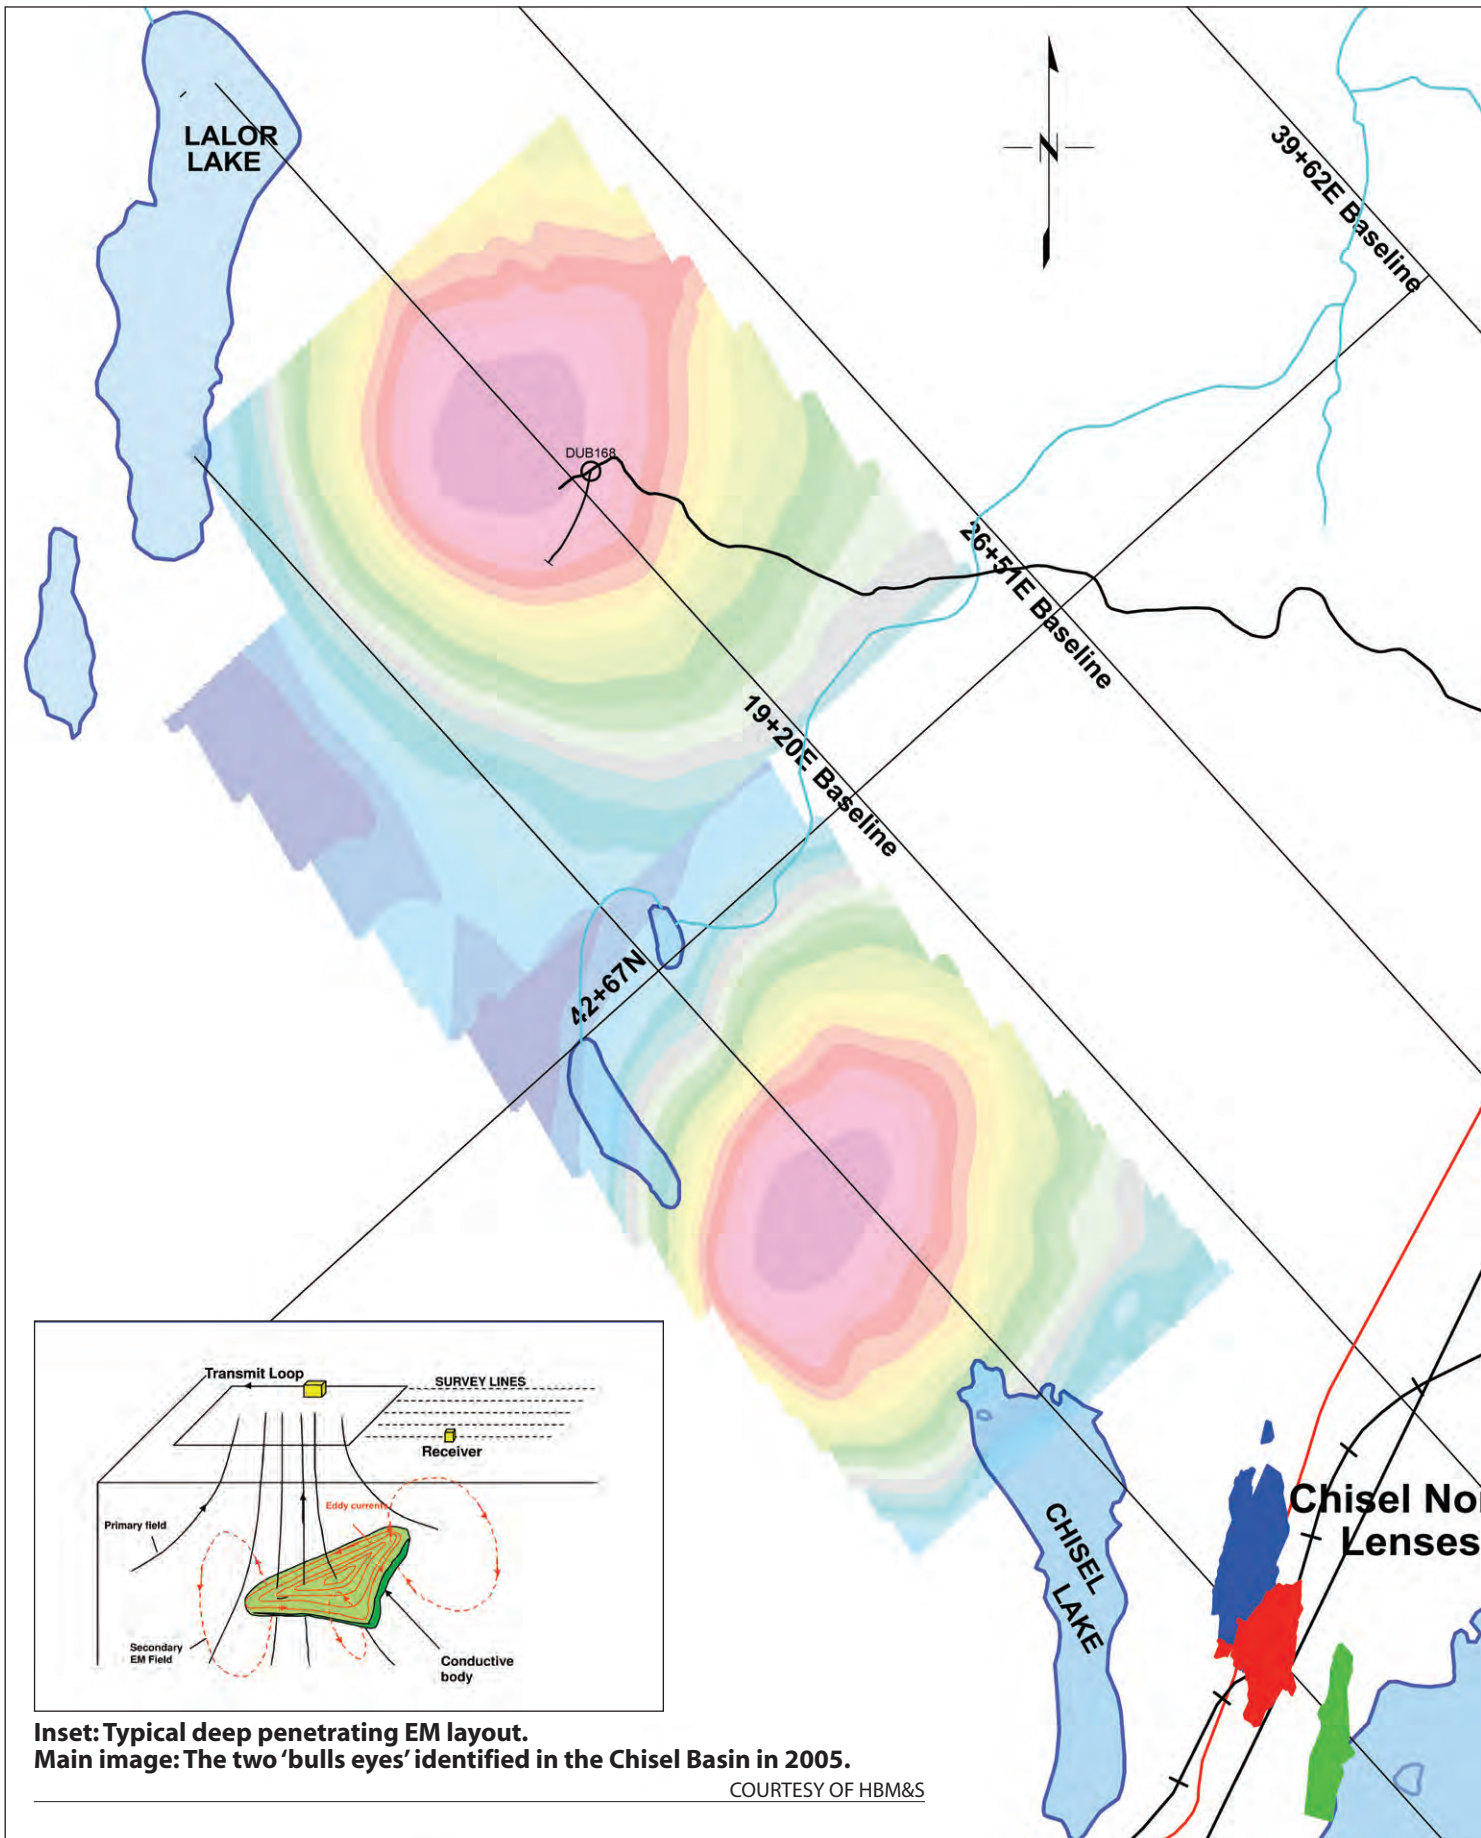 LALOR
LAKE
N
39+62E Baseline
DUB168
26+51E Baseline
19+20E Baseline
42+67N
Transmit Loop
SURVEY LINES
Receiver
Primary field
Eddy currents
Secondary
EM Field
Conductive
body
CHISEL
LAKE
Chisel No
Lenses
Inset: Typical deep penetrating EM layout.
Main image: The two ‘bulls eyes’ identified in the Chisel Basin in 2005.
COURTESY OF HBM&S